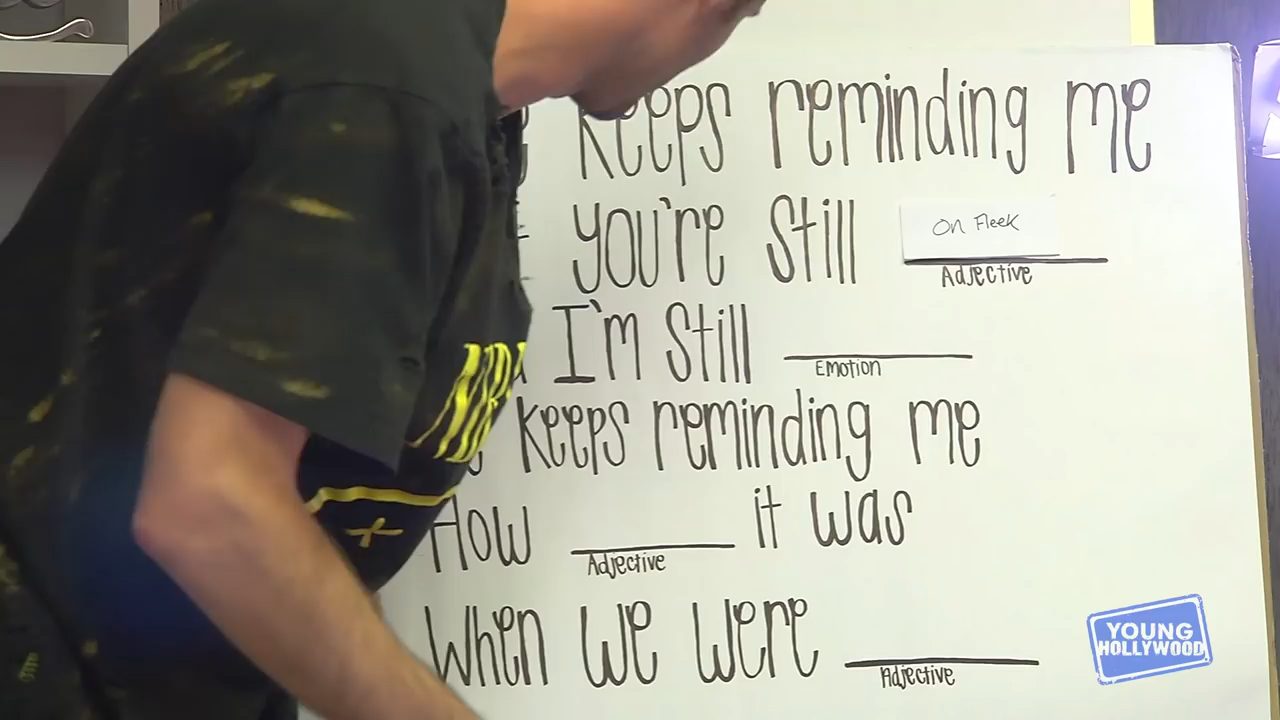 Keeps reminding me
You're Still On Fleek
Adjective
I'm Still
Emotion
Keeps reminding me
How it was
Adjective
When we were
Adjective
YOUNG
HOLLYWOOD